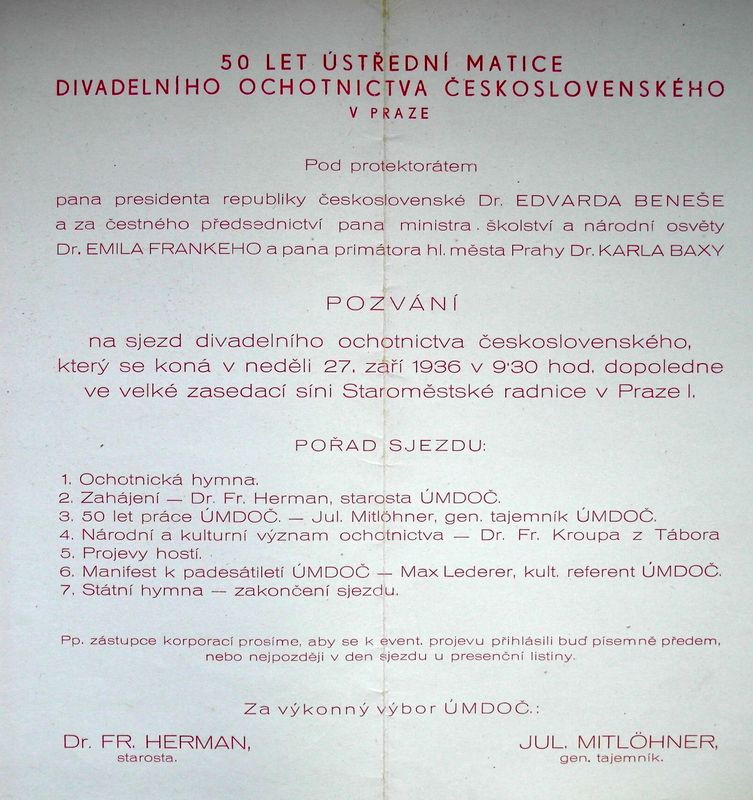 50 LET ÚSTŘEDNÍ MATICE
DIVADELNÍHO OCHOTNICTVA ČESKOSLOVENSKÉHO
V PRAZE
Pod protektorátem
pana presidenta republiky československé Dr. EDVARDA BENEŠE
a za čestného předsednictví pana ministra školství a národní osvěty
Dr. EMILA FRANKEHO a pana primátora hl. města Prahy Dr. KARLA BAXY
POZVÁNÍ
na sjezd divadelního ochotnictva československého,
který se koná v neděli 27. září 1936 v 9·30 hod. dopoledne
ve velké zasedací síni Staroměstské radnice v Praze I.
POŘAD SJEZDU:
1. Ochotnická hymna.
2. Zahájení — Dr. Fr. Herman, starosta ÚMDOČ.
3. 50 let práce ÚMDOČ. — Jul. Mitlöhner, gen. tajemník ÚMDOČ.
4. Národní a kulturní význam ochotnictva — Dr. Fr. Kroupa z Tábora
5. Projevy hostí.
6. Manifest k padesátiletí ÚMDOČ — Max Lederer, kult. referent ÚMDOČ.
7. Státní hymna — zakončení sjezdu.
Pp. zástupce korporací prosíme, aby se k event. projevu přihlásili buď písemně předem,
nebo nejpozději v den sjezdu u presenční listiny.
Za výkonný výbor ÚMDOČ.:
Dr. FR. HERMAN,
starosta.
JUL. MITLÖHNER,
gen. tajemník.